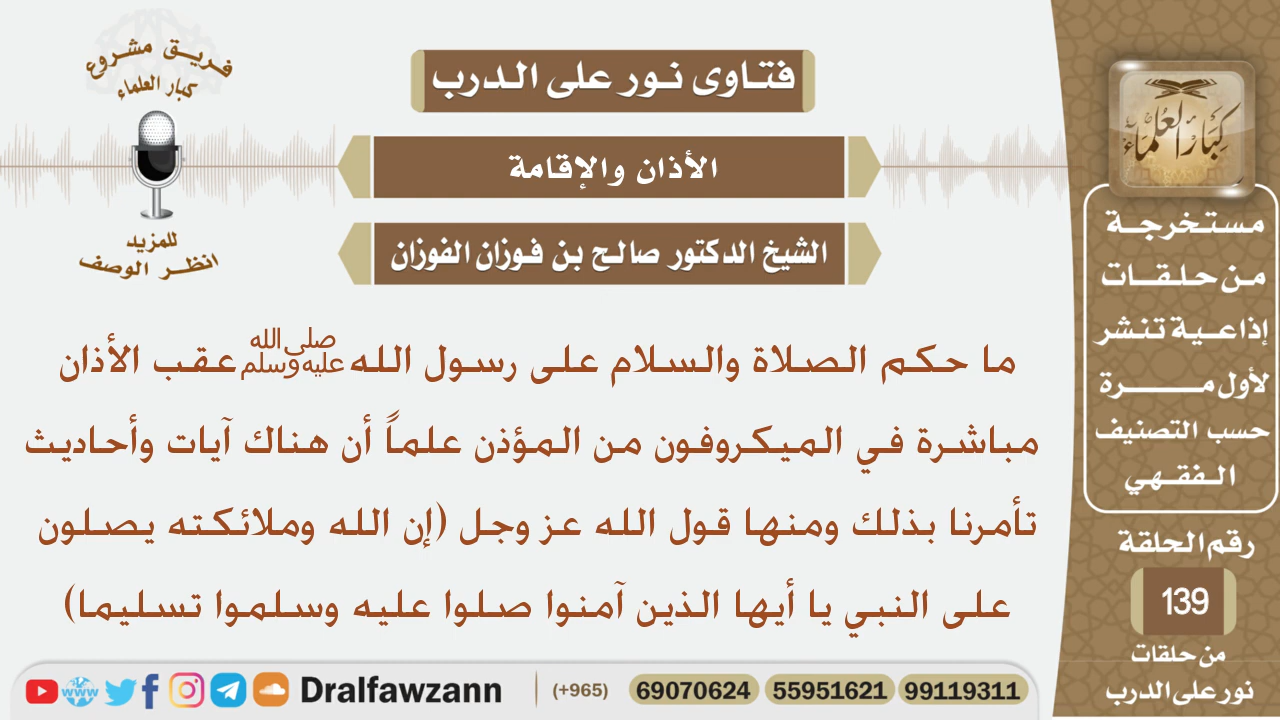 فتاوى نور على الدرب
الأذان والإقامة
الشيخ الدكتور صالح بن فوزان الفوزان
ما حكم الصلاة والسلام على رسول الله ﷺ عقب الأذان
مباشرة في الميكروفون من المؤذن علماً أن هناك آيات وأحاديث
تأمرنا بذلك ومنها قول الله عز وجل (إن الله وملائكته يصلون
على النبي يا أيها الذين آمنوا صلوا عليه وسلموا تسليما)
كبار العلماء
مستخرجة
من حلقات
إذاعية تنشر
لأول مرة
حسب التصنيف
الفقهي
رقم الحلقة
139
من حلقات
نور على الدرب
فريق مشروع
كبار العلماء
للمزيد
انظر الوصف
www
Dralfawzann
(+965)
69070624
55951621
99119311